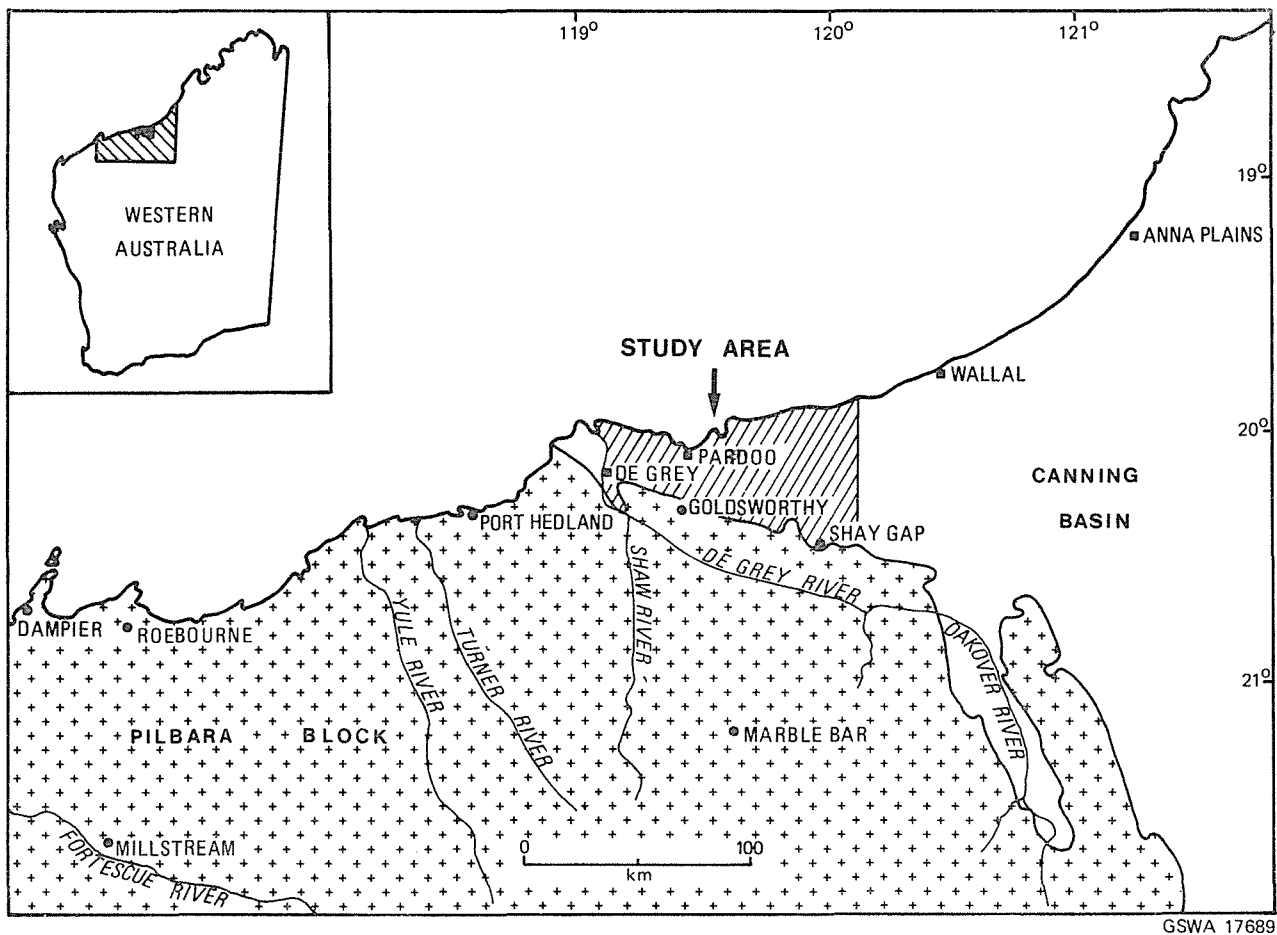 119° 120° 121°
WESTERN
AUSTRALIA
19°
ANNA PLAINS
STUDY AREA
WALLAL
20°
PARDOO
DE GREY
CANNING
BASIN
GOLDSWORTHY
PORT HEDLAND
SHAY GAP
DE GREY RIVER
SHAW RIVER
YULE RIVER
TURNER RIVER
OAKOVER RIVER
DAMPIER
ROEBOURNE
21°
PILBARA BLOCK
MARBLE BAR
MILLSTREAM
FORTESCUE RIVER
0 100
km
GSWA 17689